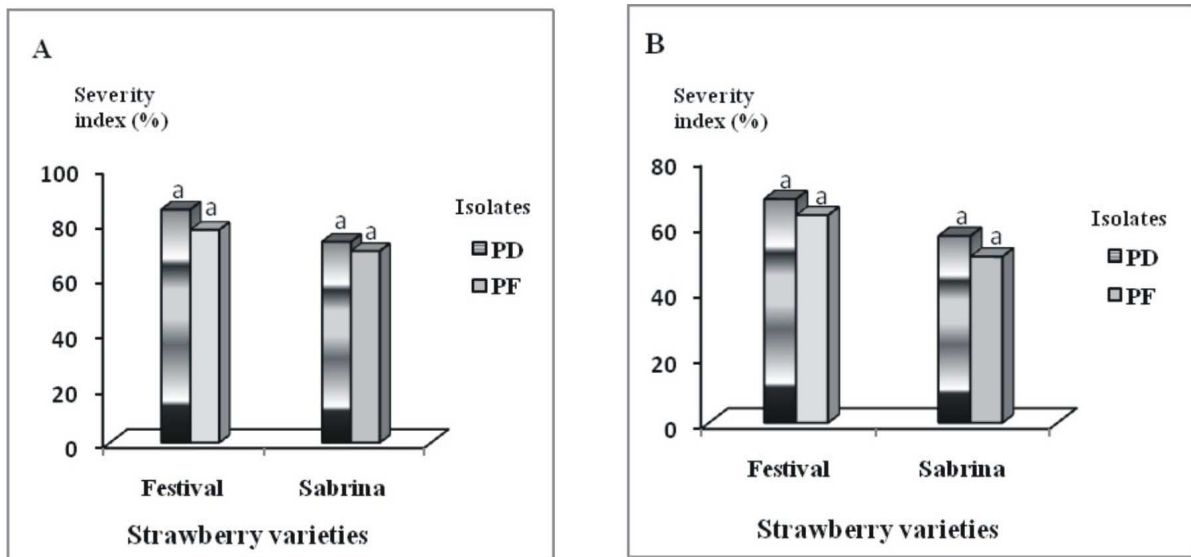 A
Severity
index (%)
100
80
60
40
20
0
a
a
a
a
Festival
Sabrina
Strawberry varieties
Isolates
PD
PF
B
Severity
index (%)
80
60
40
20
0
a
a
a
a
Festival
Sabrina
Strawberry varieties
Isolates
PD
PF